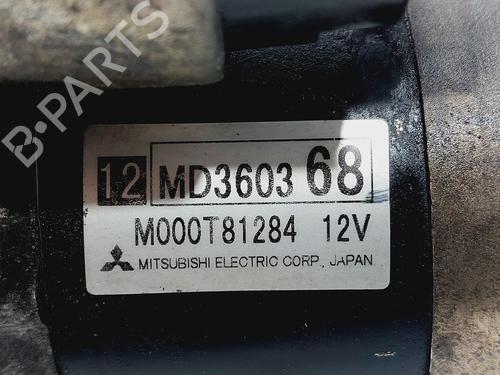 B-PARTS
12 MD3603 68
M000T81284 12V
MITSUBISHI ELECTRIC CORP., JAPAN